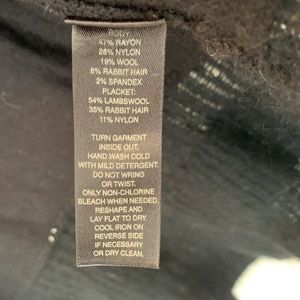 BODY
47% RAYON
26% NYLON
19% WOOL
6% RABBIT HAIR
2% SPANDEX
PLACKET:
54% LAMBSWOOL
35% RABBIT HAIR
11% NYLON
TURN GARMENT
INSIDE OUT.
HAND WASH COLD
WITH MILD DETERGENT.
DO NOT WRING
OR TWIST.
ONLY NON-CHLORINE
BLEACH WHEN NEEDED.
RESHAPE AND
LAY FLAT TO DRY.
COOL IRON ON
REVERSE SIDE
IF NECESSARY
OR DRY CLEAN.